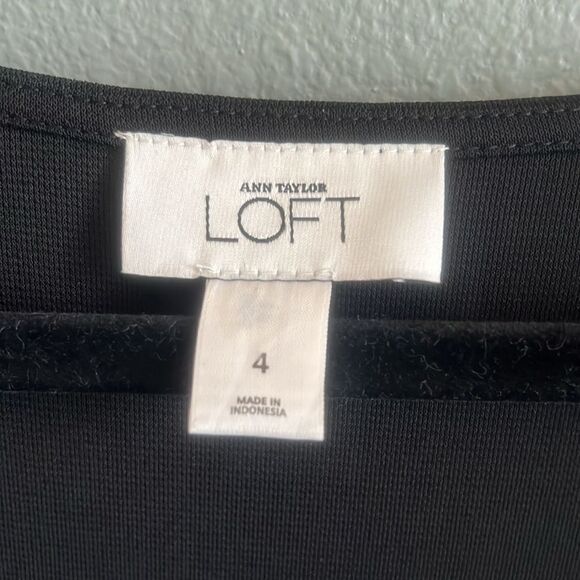 ANN TAYLOR
LOFT
4
MADE IN
INDONESIA